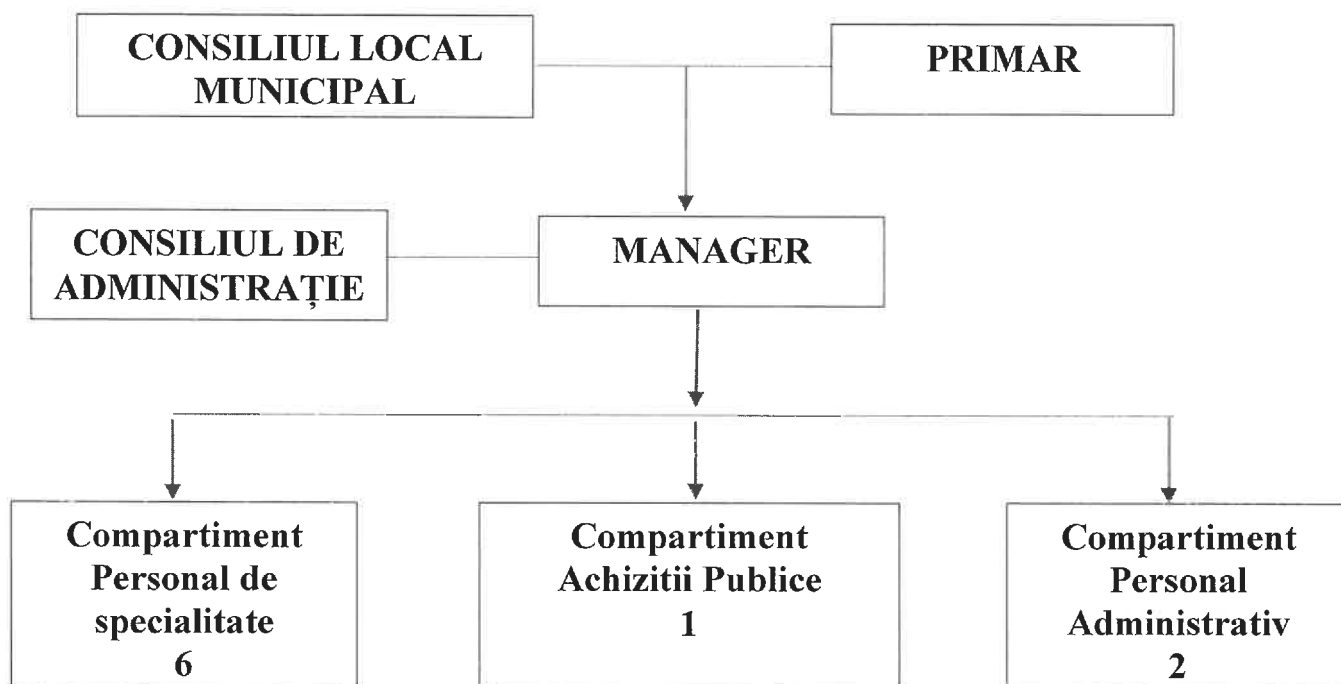 CONSILIUL LOCAL
MUNICIPAL
PRIMAR
CONSILIUL DE
ADMINISTRAȚIE
MANAGER
Compartiment
Personal de
specialitate
6
Compartiment
Achizitii Publice
1
Compartiment
Personal
Administrativ
2